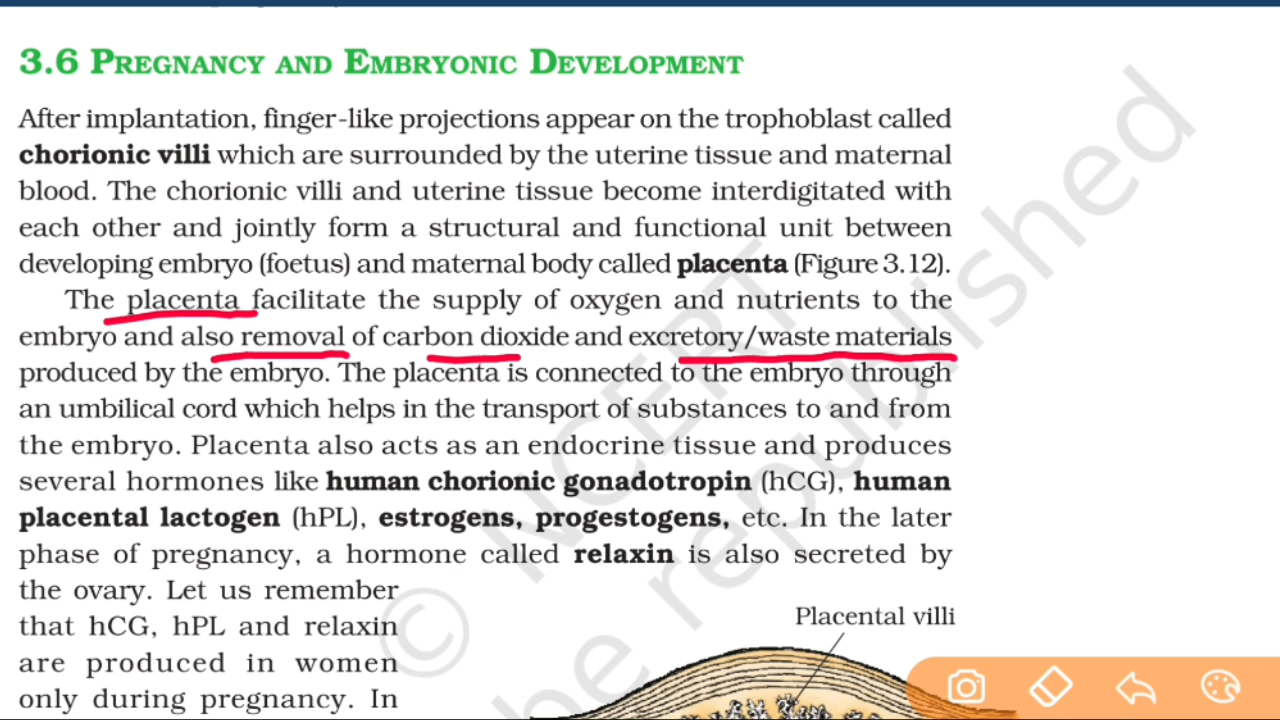 3.6 PREGNANCY AND EMBRYONIC DEVELOPMENT
After implantation, finger-like projections appear on the trophoblast called
chorionic villi which are surrounded by the uterine tissue and maternal
blood. The chorionic villi and uterine tissue become interdigitated with
each other and jointly form a structural and functional unit between
developing embryo (foetus) and maternal body called placenta (Figure 3.12).
The placenta facilitate the supply of oxygen and nutrients to the
embryo and also removal of carbon dioxide and excretory/waste materials
produced by the embryo. The placenta is connected to the embryo through
an umbilical cord which helps in the transport of substances to and from
the embryo. Placenta also acts as an endocrine tissue and produces
several hormones like human chorionic gonadotropin (hCG), human
placental lactogen (hPL), estrogens, progestogens, etc. In the later
phase of pregnancy, a hormone called relaxin is also secreted by
the ovary. Let us remember
that hCG, hPL and relaxin
are produced in women
only during pregnancy. In
Placental villi
© NCERT
be republished